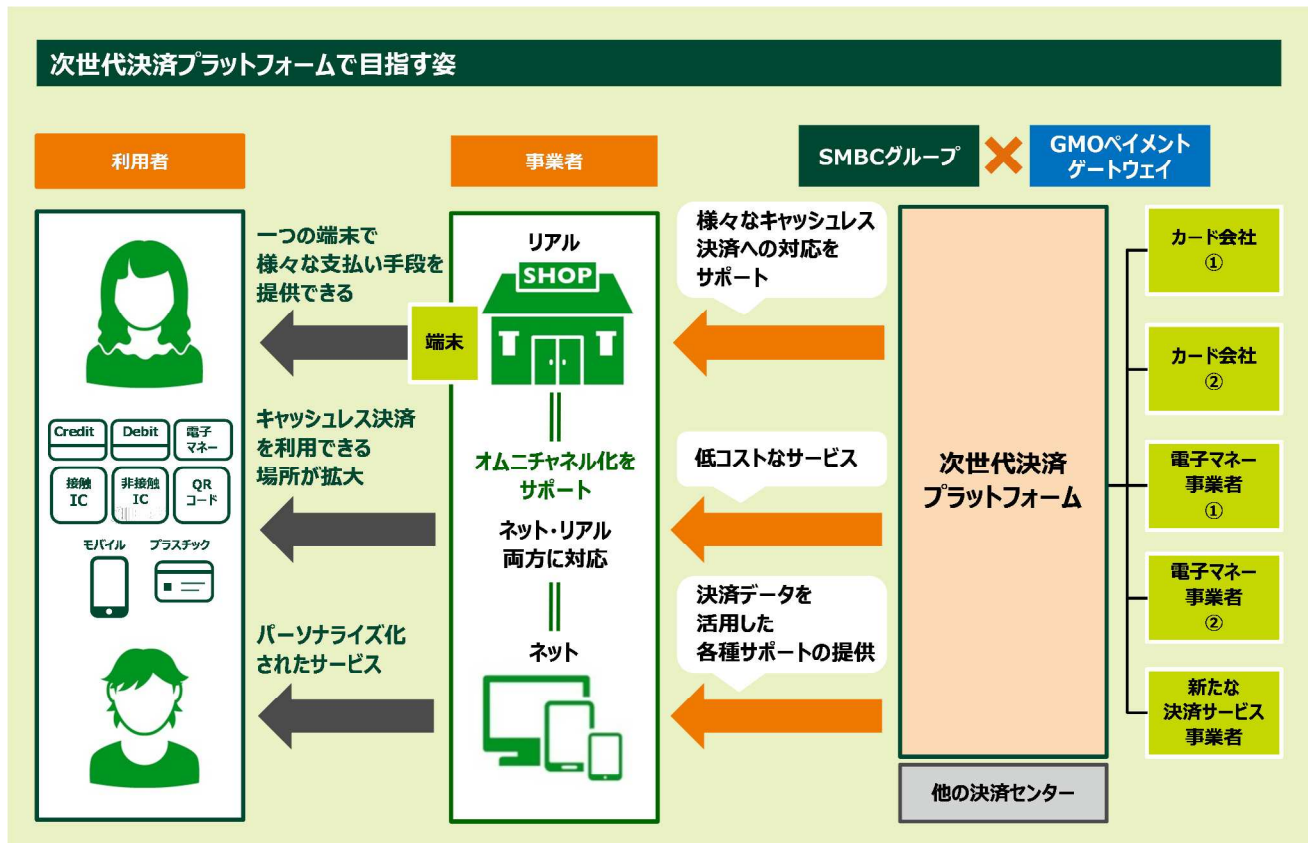 次世代決済プラットフォームで目指す姿
利用者
事業者
SMBCグループ
GMOペイメント
ゲートウェイ
一つの端末で
様々な支払い手段を
提供できる
端末
キャッシュレス決済
を利用できる
場所が拡大
パーソナライズ化
されたサービス
Credit
Debit
電子
マネー
接触
IC
非接触
IC
QR
コード
モバイル
プラスチック
リアル
SHOP
オムニチャネル化を
サポート
ネット・リアル
両方に対応
ネット
様々なキャッシュレス
決済への対応を
サポート
低コストなサービス
決済データを
活用した
各種サポートの提供
次世代決済
プラットフォーム
他の決済センター
カード会社
①
カード会社
②
電子マネー
事業者
①
電子マネー
事業者
②
新たな
決済サービス
事業者